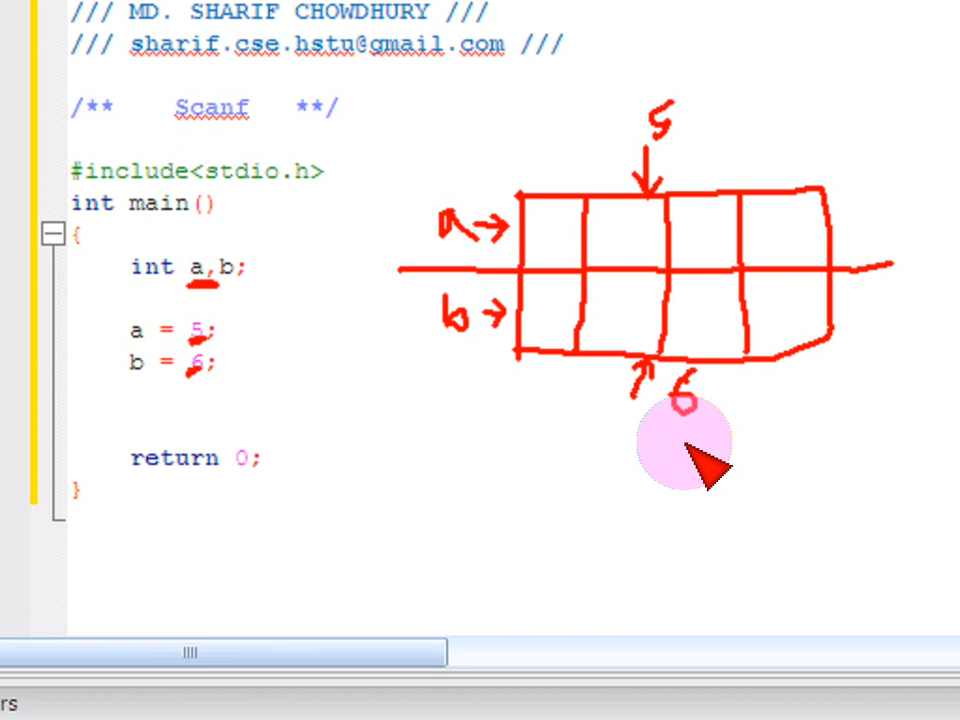 /// MD. SHARIF CHOWDHURY ///
/// sharif.cse.hstu@gmail.com ///
/** Scanf **/
5
#include<stdio.h>
int main()
{
a
int a,b;
b
a = 5;
b = 6;
6
return 0;
}
rs